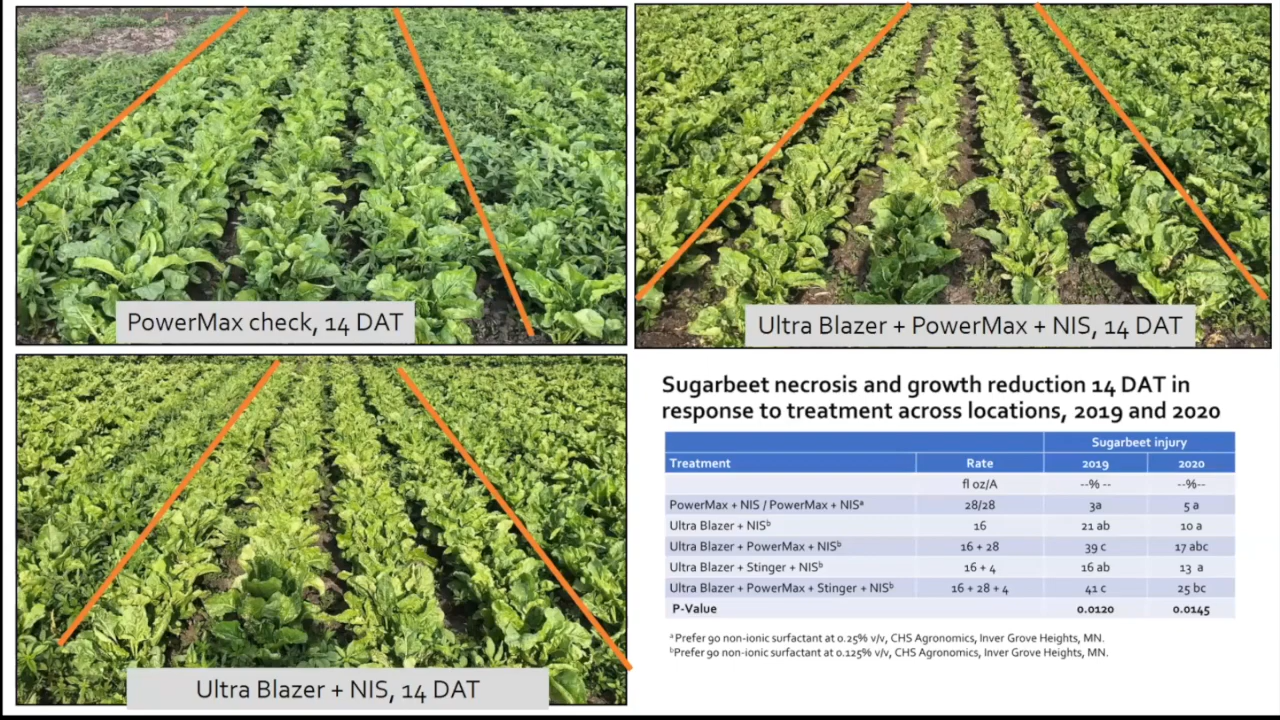 PowerMax check, 14 DAT
Ultra Blazer + PowerMax + NIS, 14 DAT
Ultra Blazer + NIS, 14 DAT
Sugarbeet necrosis and growth reduction 14 DAT in
response to treatment across locations, 2019 and 2020
Sugarbeet injury
Treatment Rate 2019 2020
fl oz/A --% -- --%--
PowerMax + NIS / PowerMax + NISᵃ 28/28 3a 5 a
Ultra Blazer + NISᵇ 16 21 ab 10 a
Ultra Blazer + PowerMax + NISᵇ 16 + 28 39 c 17 abc
Ultra Blazer + Stinger + NISᵇ 16 + 4 16 ab 13 a
Ultra Blazer + PowerMax + Stinger + NISᵇ 16 + 28 + 4 41 c 25 bc
P-Value 0.0120 0.0145
ᵃ Prefer 90 non-ionic surfactant at 0.25% v/v, CHS Agronomics, Inver Grove Heights, MN.
ᵇPrefer 90 non-ionic surfactant at 0.125% v/v, CHS Agronomics, Inver Grove Heights, MN.